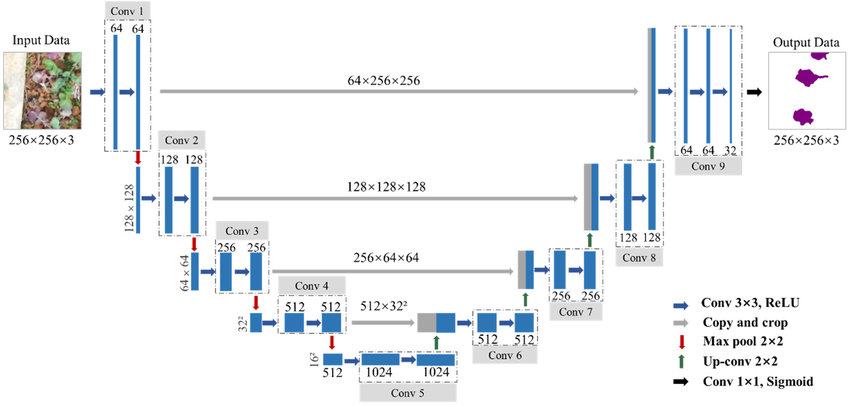 Input Data
256×256×3
Conv 1
64 64
64×256×256
Conv 2
128 128
128 × 128
128×128×128
Conv 3
256 256
64 × 64
256×64×64
Conv 4
512 512
32²
512×32²
16²
512
1024 1024
Conv 5
512 512
Conv 6
256 256
Conv 7
128 128
Conv 8
64 64 32
Conv 9
Output Data
256×256×3
Conv 3×3, ReLU
Copy and crop
Max pool 2×2
Up-conv 2×2
Conv 1×1, Sigmoid